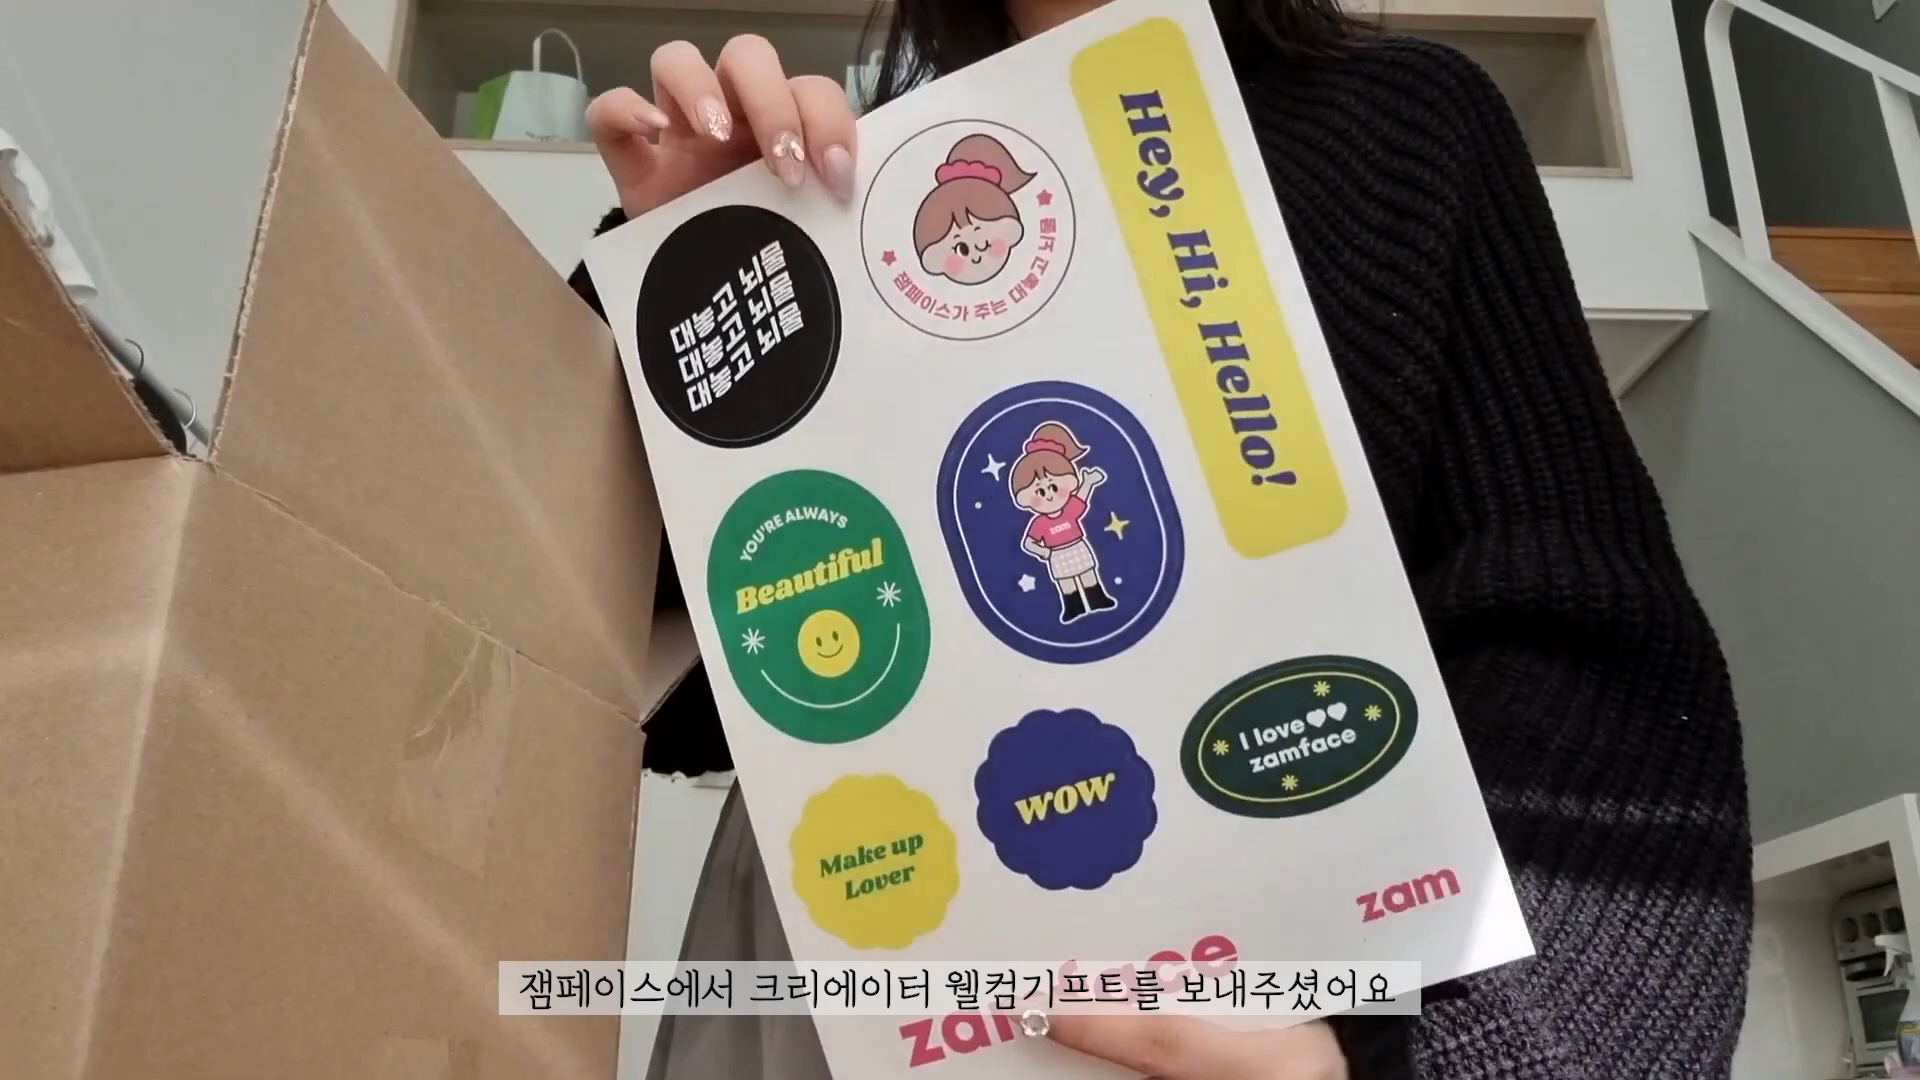 대놓고 뇌물
대놓고 뇌물
대놓고 뇌물
잼페이스가 주는 대놓고 뇌물
Hey, Hi, Hello!
YOU'RE ALWAYS
Beautiful
zam
Make up
Lover
wow
I love
zamface
zam
zamface
잼페이스에서 크리에이터 웰컴기프트를 보내주셨어요